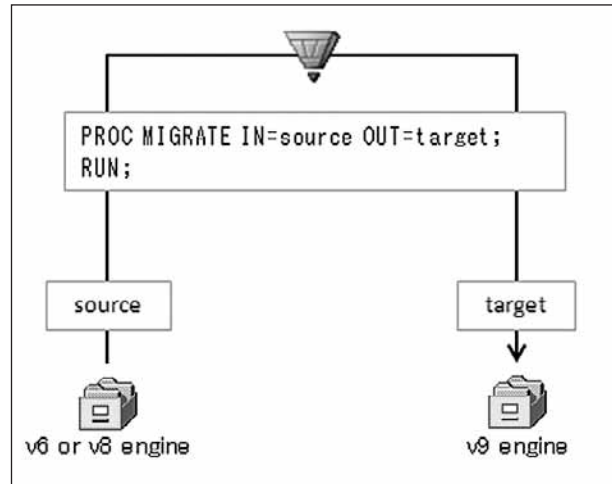 PROC MIGRATE IN=source OUT=target;
RUN;
source
target
v6 or v8 engine
v9 engine